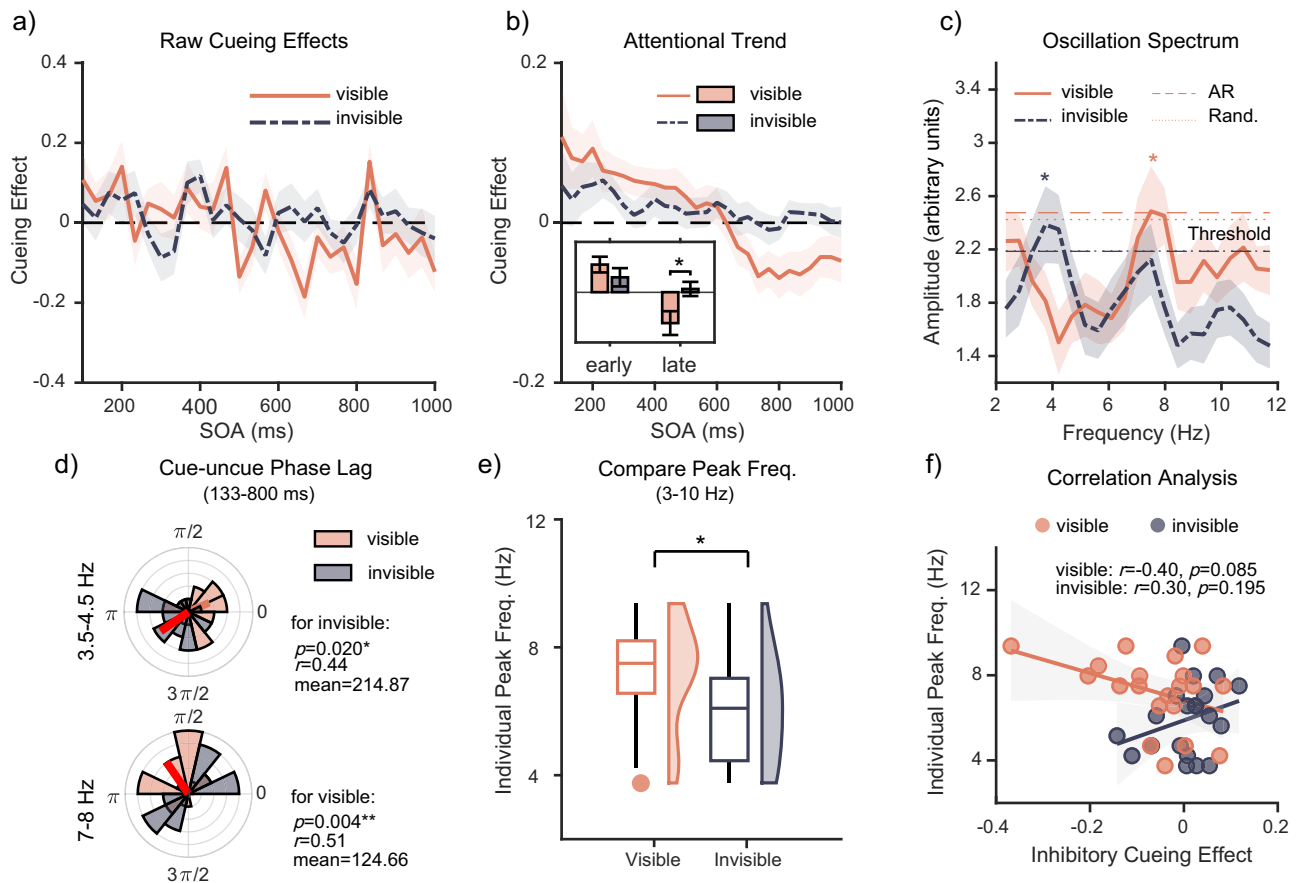 a)
Raw Cueing Effects
Cueing Effect
0.4
0.2
0
-0.2
-0.4
visible
invisible
200
400
600
800
1000
SOA (ms)
b)
Attentional Trend
Cueing Effect
0.2
0
-0.2
visible
invisible
*
early
late
200
400
600
800
1000
SOA (ms)
c)
Oscillation Spectrum
Amplitude (arbitrary units)
3.4
3
2.6
2.2
1.8
1.4
visible
invisible
AR
Rand.
*
*
Threshold
2
4
6
8
10
12
Frequency (Hz)
d)
Cue-uncue Phase Lag
(133-800 ms)
visible
invisible
3.5-4.5 Hz
π/2
π
0
3π/2
for invisible:
p=0.020*
r=0.44
mean=214.87
7-8 Hz
π/2
π
0
3π/2
for visible:
p=0.004**
r=0.51
mean=124.66
e)
Compare Peak Freq.
(3-10 Hz)
Individual Peak Freq. (Hz)
12
8
4
*
Visible
Invisible
f)
Correlation Analysis
visible
invisible
visible: r=-0.40, p=0.085
invisible: r=0.30, p=0.195
Individual Peak Freq. (Hz)
12
8
4
-0.4
-0.2
0
0.2
Inhibitory Cueing Effect